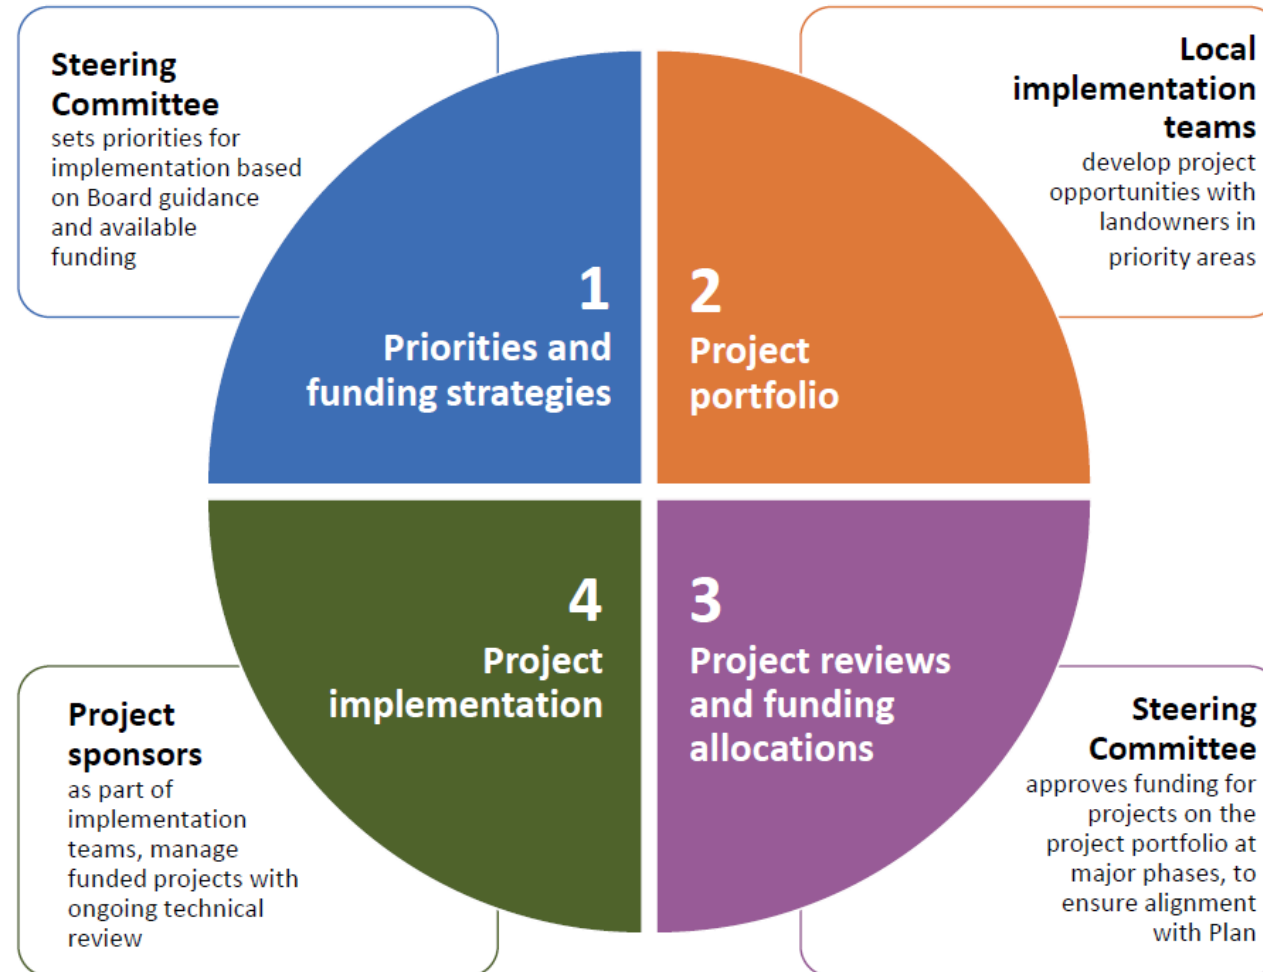 Steering
Committee
sets priorities for
implementation based
on Board guidance
and available
funding
Local
implementation
teams
develop project
opportunities with
landowners in
priority areas
1
Priorities and
funding strategies
2
Project
portfolio
4
Project
implementation
3
Project reviews
and funding
allocations
Project
sponsors
as part of
implementation
teams, manage
funded projects with
ongoing technical
review
Steering
Committee
approves funding for
projects on the
project portfolio at
major phases, to
ensure alignment
with Plan